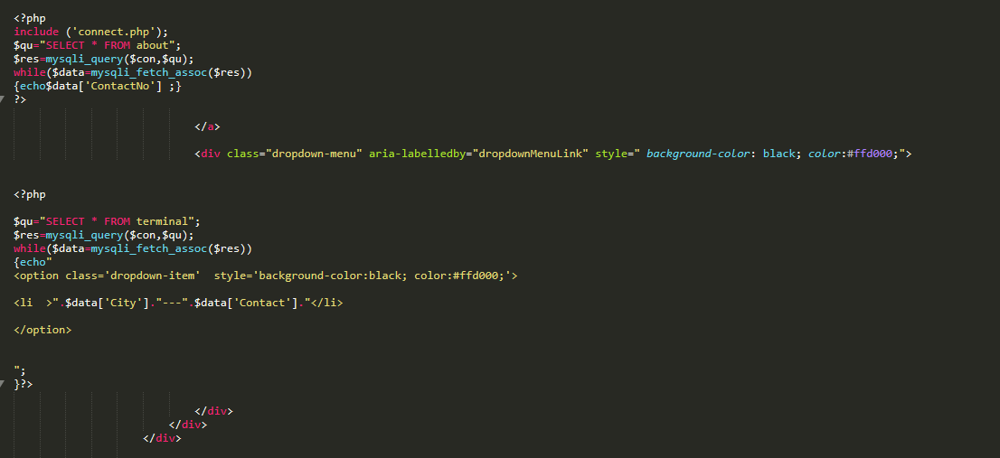 <?php
include ('connect.php');
$qu="SELECT * FROM about";
$res=mysqli_query($con,$qu);
while($data=mysqli_fetch_assoc($res))
{echo$data['ContactNo'] ;}
?>
</a>
<div class="dropdown-menu" aria-labelledby="dropdownMenuLink" style=" background-color: black; color:#ffd000;">
<?php
$qu="SELECT * FROM terminal";
$res=mysqli_query($con,$qu);
while($data=mysqli_fetch_assoc($res))
{echo"
<option class='dropdown-item'  style='background-color:black; color:#ffd000;'>
<li  >".$data['City']."---".$data['Contact']."</li>
</option>
";
}?>
</div>
</div>
</div>